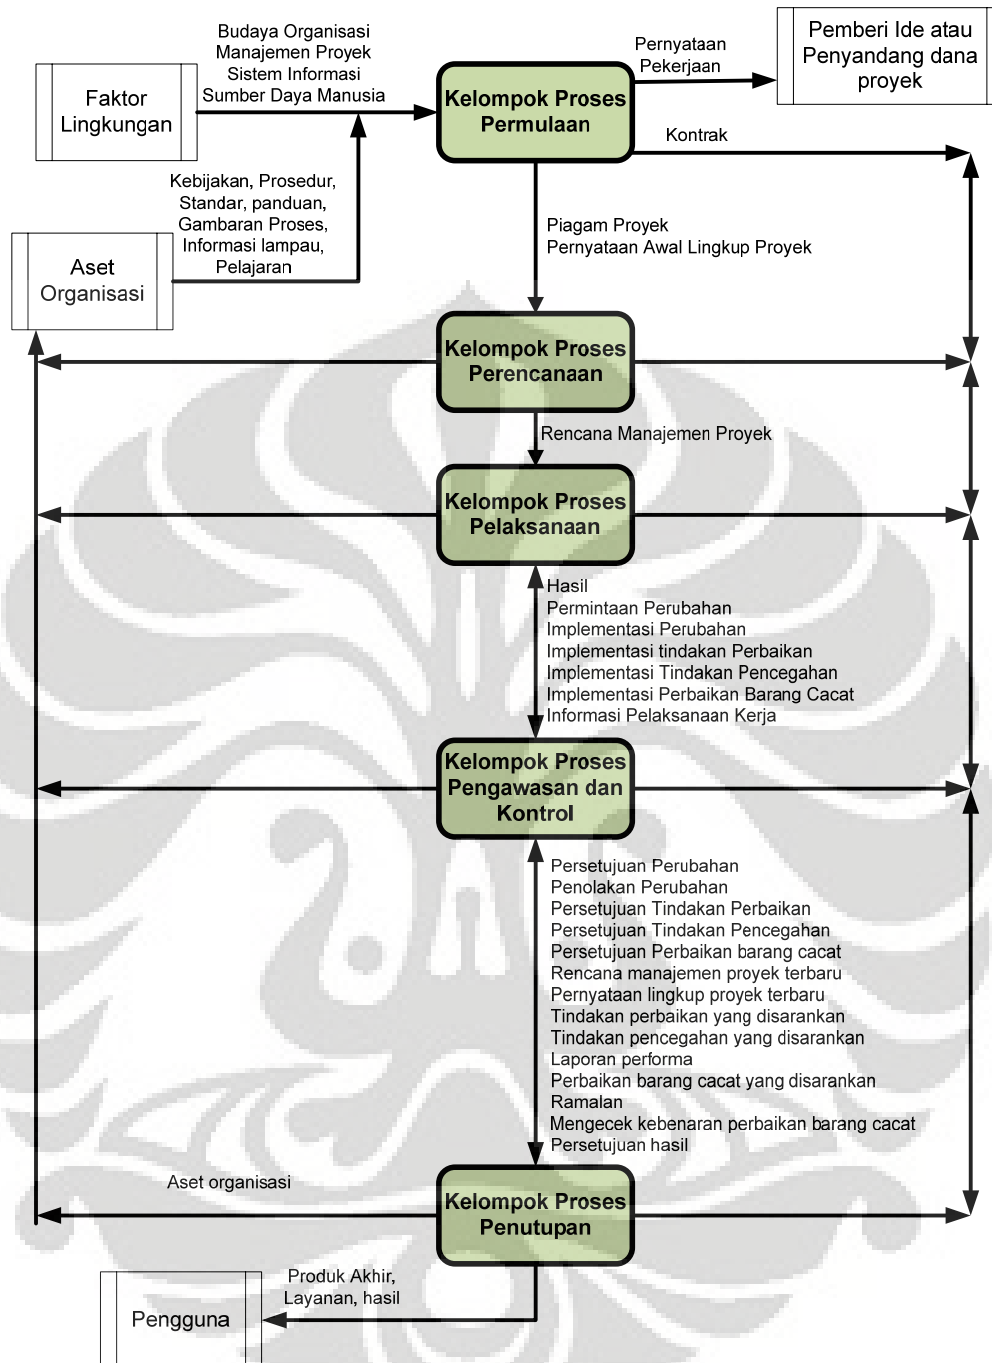 Budaya Organisasi
Manajemen Proyek
Sistem Informasi
Sumber Daya Manusia
Faktor
Lingkungan
Kelompok Proses
Permulaan
Pernyataan
Pekerjaan
Pemberi Ide atau
Penyandang dana
proyek
Kontrak
Kebijakan, Prosedur,
Standar, panduan,
Gambaran Proses,
Informasi lampau,
Pelajaran
Aset
Organisasi
Piagam Proyek
Pernyataan Awal Lingkup Proyek
Kelompok Proses
Perencanaan
Rencana Manajemen Proyek
Kelompok Proses
Pelaksanaan
Hasil
Permintaan Perubahan
Implementasi Perubahan
Implementasi tindakan Perbaikan
Implementasi Tindakan Pencegahan
Implementasi Perbaikan Barang Cacat
Informasi Pelaksanaan Kerja
Kelompok Proses
Pengawasan dan
Kontrol
Persetujuan Perubahan
Penolakan Perubahan
Persetujuan Tindakan Perbaikan
Persetujuan Tindakan Pencegahan
Persetujuan Perbaikan barang cacat
Rencana manajemen proyek terbaru
Pernyataan lingkup proyek terbaru
Tindakan perbaikan yang disarankan
Tindakan pencegahan yang disarankan
Laporan performa
Perbaikan barang cacat yang disarankan
Ramalan
Mengecek kebenaran perbaikan barang cacat
Persetujuan hasil
Aset organisasi
Kelompok Proses
Penutupan
Produk Akhir,
Layanan, hasil
Pengguna